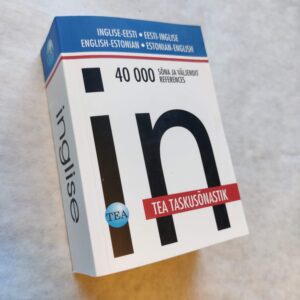 INGLISE-EESTI • EESTI-INGLISE
ENGLISH-ESTONIAN • ESTONIAN-ENGLISH
40 000 SÕNA JA VÄLJENDIT
REFERENCES
in
TEA
TEA TASKUSÕNASTIK
inglise